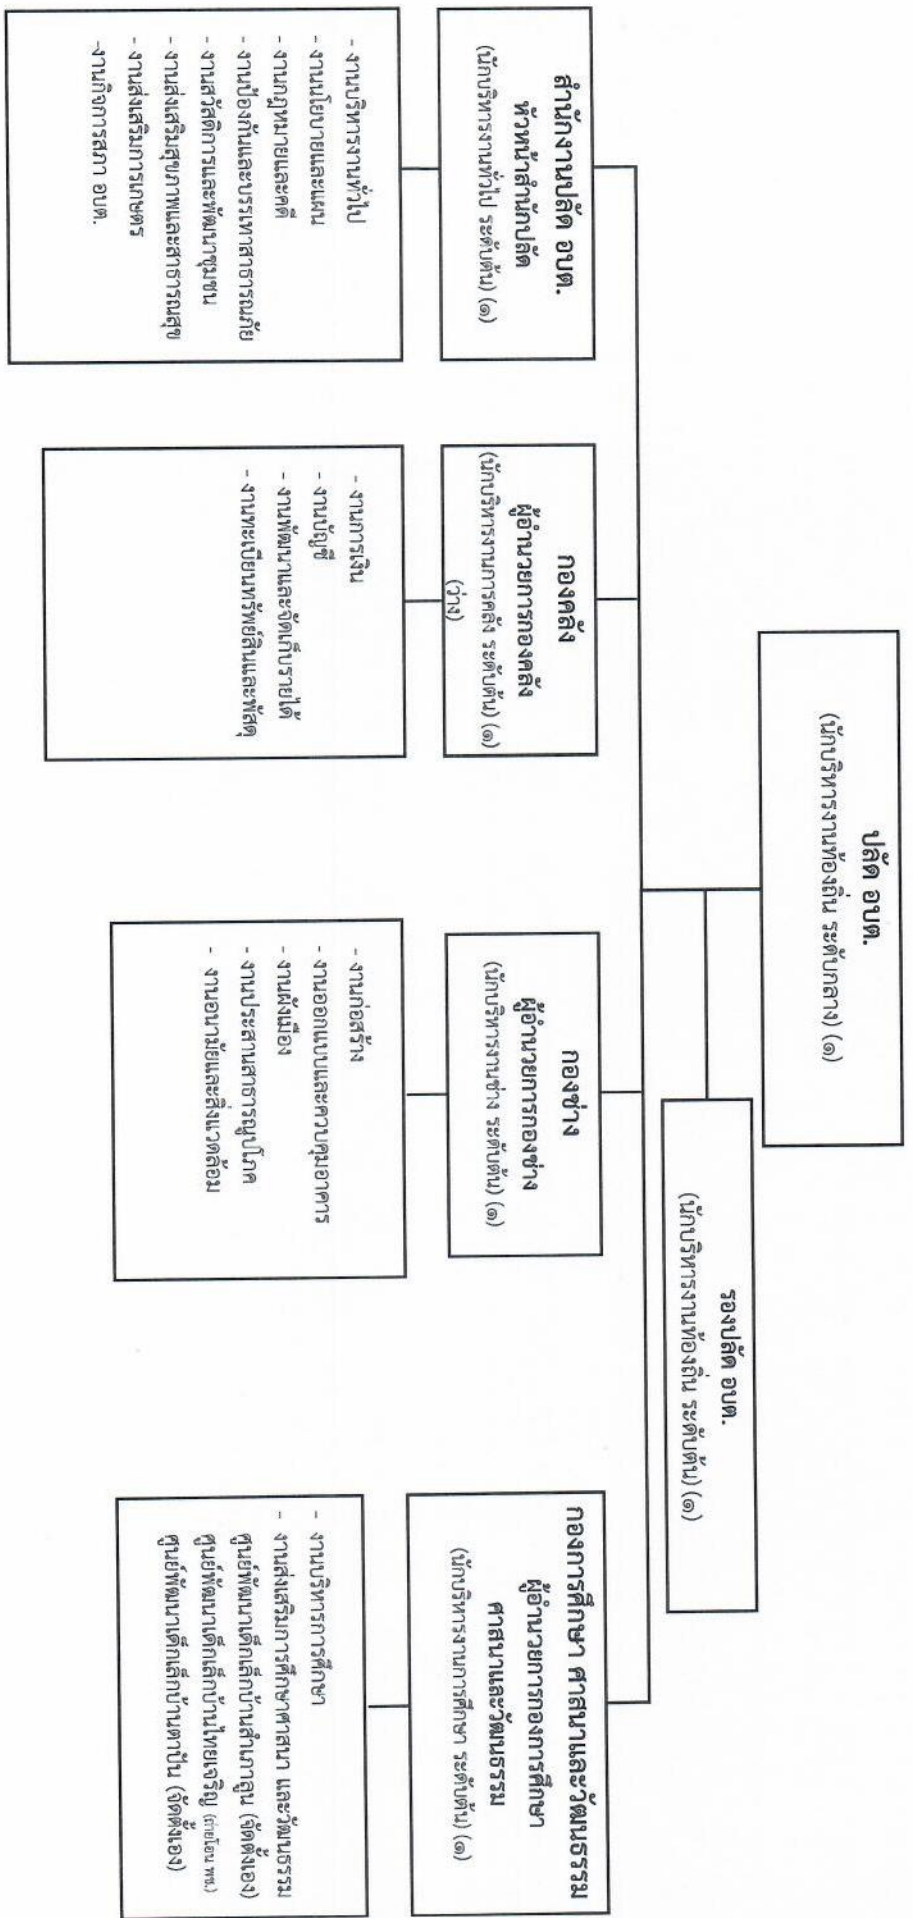 ปลัด อบต.
(นักบริหารงานท้องถิ่น ระดับกลาง) (๑)
รองปลัด อบต.
(นักบริหารงานท้องถิ่น ระดับต้น) (๑)
สำนักงานปลัด อบต.
หัวหน้าสำนักปลัด
(นักบริหารงานทั่วไป ระดับต้น) (๑)
- งานบริหารงานทั่วไป
- งานนโยบายและแผน
- งานกฎหมายและคดี
- งานป้องกันและบรรเทาสาธารณภัย
- งานสวัสดิการและพัฒนาชุมชน
- งานส่งเสริมสุขภาพและสาธารณสุข
- งานส่งเสริมการเกษตร
-งานกิจการสภา อบต.
กองคลัง
ผู้อำนวยการกองคลัง
(นักบริหารงานการคลัง ระดับต้น) (๑)
(ว่าง)
- งานการเงิน
- งานบัญชี
- งานพัฒนาและจัดเก็บรายได้
- งานทะเบียนทรัพย์สินและพัสดุ
กองช่าง
ผู้อำนวยการกองช่าง
(นักบริหารงานช่าง ระดับต้น) (๑)
- งานก่อสร้าง
- งานออกแบบและควบคุมอาคาร
- งานผังเมือง
- งานประสานสาธารณูปโภค
- งานอนามัยและสิ่งแวดล้อม
กองการศึกษา ศาสนาและวัฒนธรรม
ผู้อำนวยการกองการศึกษา
ศาสนาและวัฒนธรรม
(นักบริหารงานการศึกษา ระดับต้น) (๑)
- งานบริหารการศึกษา
- งานส่งเสริมการศึกษาศาสนา และวัฒนธรรม
ศูนย์พัฒนาเด็กเล็กบ้านสำเภาลูน (จัดตั้งเอง)
ศูนย์พัฒนาเด็กเล็กบ้านไทยเจริญ (ถ่ายโอน พช.)
ศูนย์พัฒนาเด็กเล็กบ้านตาปัน (จัดตั้งเอง)